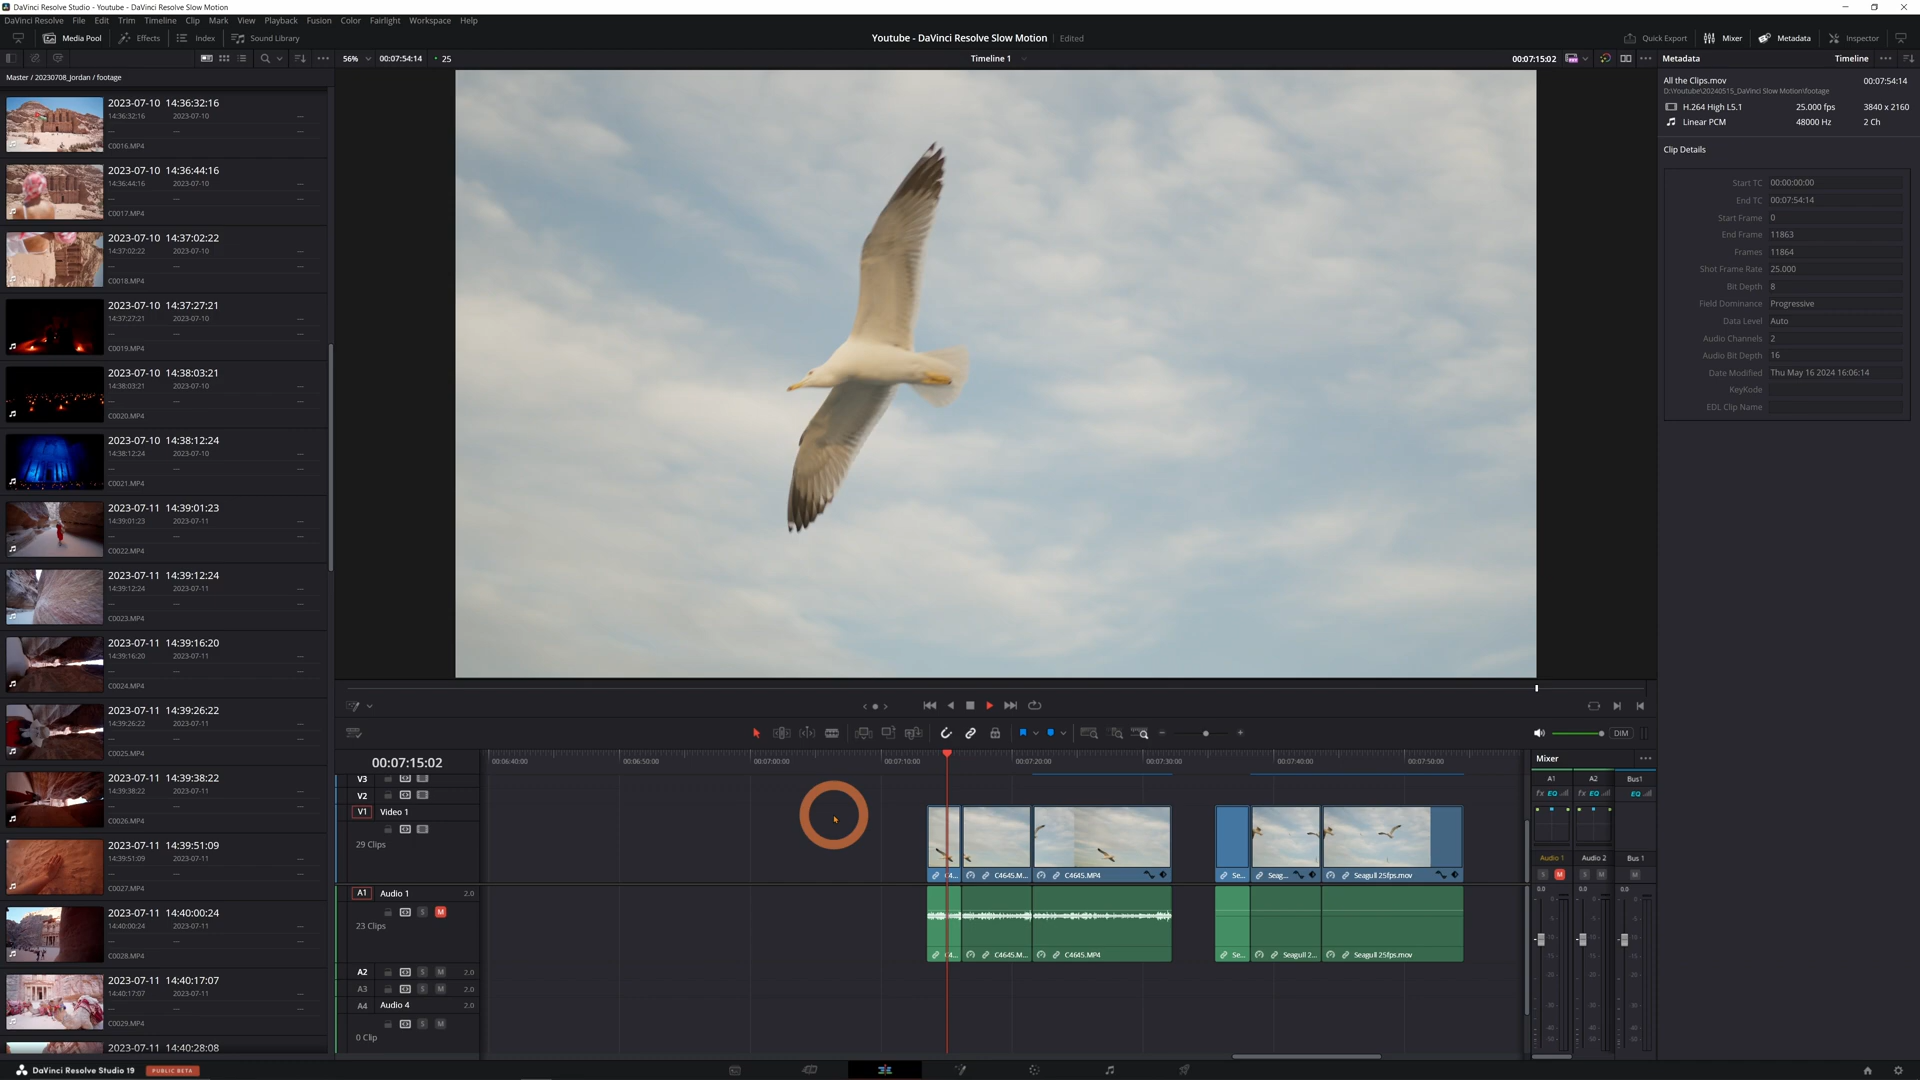 DaVinci Resolve Studio - Youtube - DaVinci Resolve Slow Motion
DaVinci Resolve File Edit Trim Timeline Clip Mark View Playback Fusion Color Fairlight Workspace Help
Media Pool Effects Index Sound Library
Youtube - DaVinci Resolve Slow Motion Edited
Quick Export Mixer Metadata Inspector
56% 00:07:54:14 25
Timeline 1
00:07:15:02
Metadata Timeline
Master / 20230708_Jordan / footage
2023-07-10 14:36:32:16
14:36:32:16 2023-07-10
C0016.MP4
2023-07-10 14:36:44:16
14:36:44:16 2023-07-10
C0017.MP4
2023-07-10 14:37:02:22
14:37:02:22 2023-07-10
C0018.MP4
2023-07-10 14:37:27:21
14:37:27:21 2023-07-10
C0019.MP4
2023-07-10 14:38:03:21
14:38:03:21 2023-07-10
C0020.MP4
2023-07-10 14:38:12:24
14:38:12:24 2023-07-10
C0021.MP4
2023-07-11 14:39:01:23
14:39:01:23 2023-07-11
C0022.MP4
2023-07-11 14:39:12:24
14:39:12:24 2023-07-11
C0023.MP4
2023-07-11 14:39:16:20
14:39:16:20 2023-07-11
C0024.MP4
2023-07-11 14:39:26:22
14:39:26:22 2023-07-11
C0025.MP4
2023-07-11 14:39:38:22
14:39:38:22 2023-07-11
C0026.MP4
2023-07-11 14:39:51:09
14:39:51:09 2023-07-11
C0027.MP4
2023-07-11 14:40:00:24
14:40:00:24 2023-07-11
C0028.MP4
2023-07-11 14:40:17:07
14:40:17:07 2023-07-11
C0029.MP4
2023-07-11 14:40:28:08
All the Clips.mov 00:07:54:14
D:\Youtube\20240515_DaVinci Slow Motion\footage
H.264 High L5.1 25.000 fps 3840 x 2160
Linear PCM 48000 Hz 2 Ch
Clip Details
Start TC 00:00:00:00
End TC 00:07:54:14
Start Frame 0
End Frame 11863
Frames 11864
Shot Frame Rate 25.000
Bit Depth 8
Field Dominance Progressive
Data Level Auto
Audio Channels 2
Audio Bit Depth 16
Date Modified Thu May 16 2024 16:06:14
KeyKode
EDL Clip Name
DIM
00:07:15:02
00:06:40:00 00:06:50:00 00:07:00:00 00:07:10:00 00:07:20:00 00:07:30:00 00:07:40:00 00:07:50:00
V3
V2
V1 Video 1
29 Clips
C4... C4645.M... C4645.MP4 Se... Seag... Seagull 25fps.mov
A1 Audio 1 2.0
S M
23 Clips
C4... C4645.M... C4645.MP4 Se... Seagull 2... Seagull 25fps.mov
A2 S M 2.0
A3 S M 2.0
A4 Audio 4 2.0
S M
0 Clip
Mixer
A1 A2 Bus1
fx EQ fx EQ EQ
Audio 1 Audio 2 Bus 1
S M S M M
0.0 0.0 0.0
DaVinci Resolve Studio 19 PUBLIC BETA